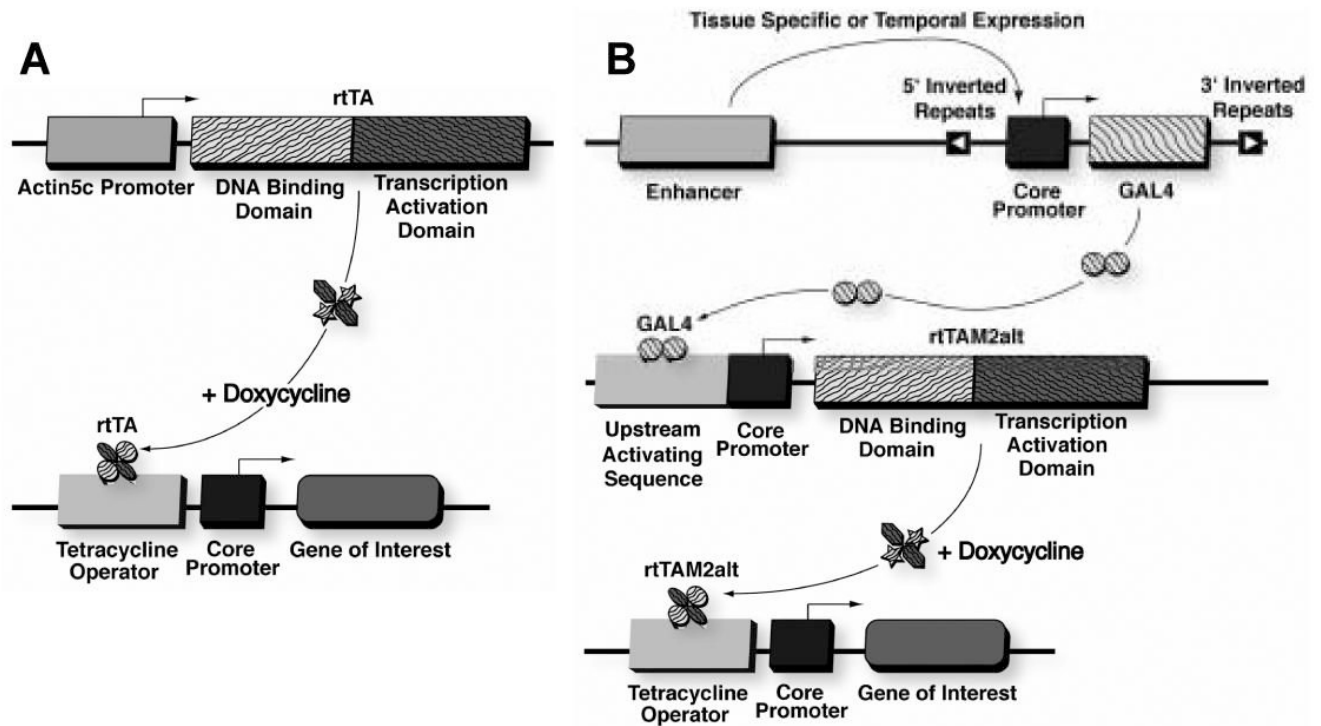 A
rtTA
Actin5c Promoter
DNA Binding
Domain
Transcription
Activation
Domain
+ Doxycycline
rtTA
Tetracycline
Operator
Core
Promoter
Gene of Interest
B
Tissue Specific or Temporal Expression
5' Inverted
Repeats
3' Inverted
Repeats
Enhancer
Core
Promoter
GAL4
GAL4
rtTAM2alt
Upstream
Activating
Sequence
Core
Promoter
DNA Binding
Domain
Transcription
Activation
Domain
+ Doxycycline
rtTAM2alt
Tetracycline
Operator
Core
Promoter
Gene of Interest